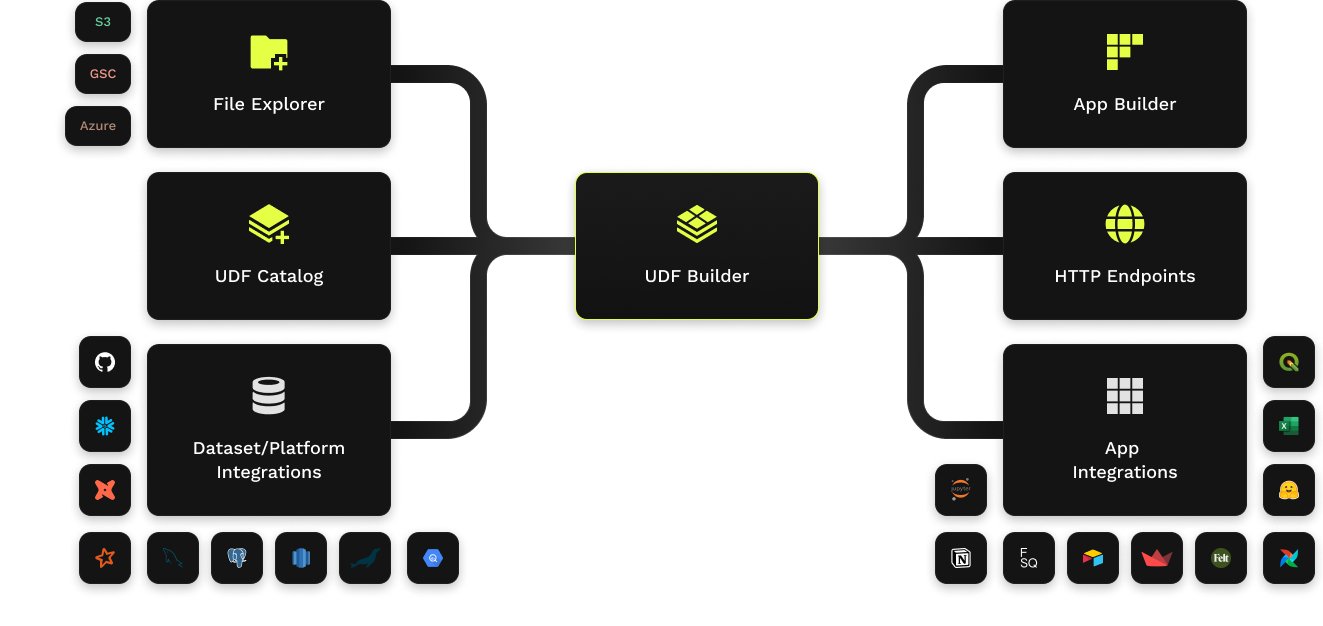 S3
GSC
Azure
File Explorer
App Builder
UDF Catalog
UDF Builder
HTTP Endpoints
Dataset/Platform
Integrations
App
Integrations
X
jupyter
N
F
SQ
Felt